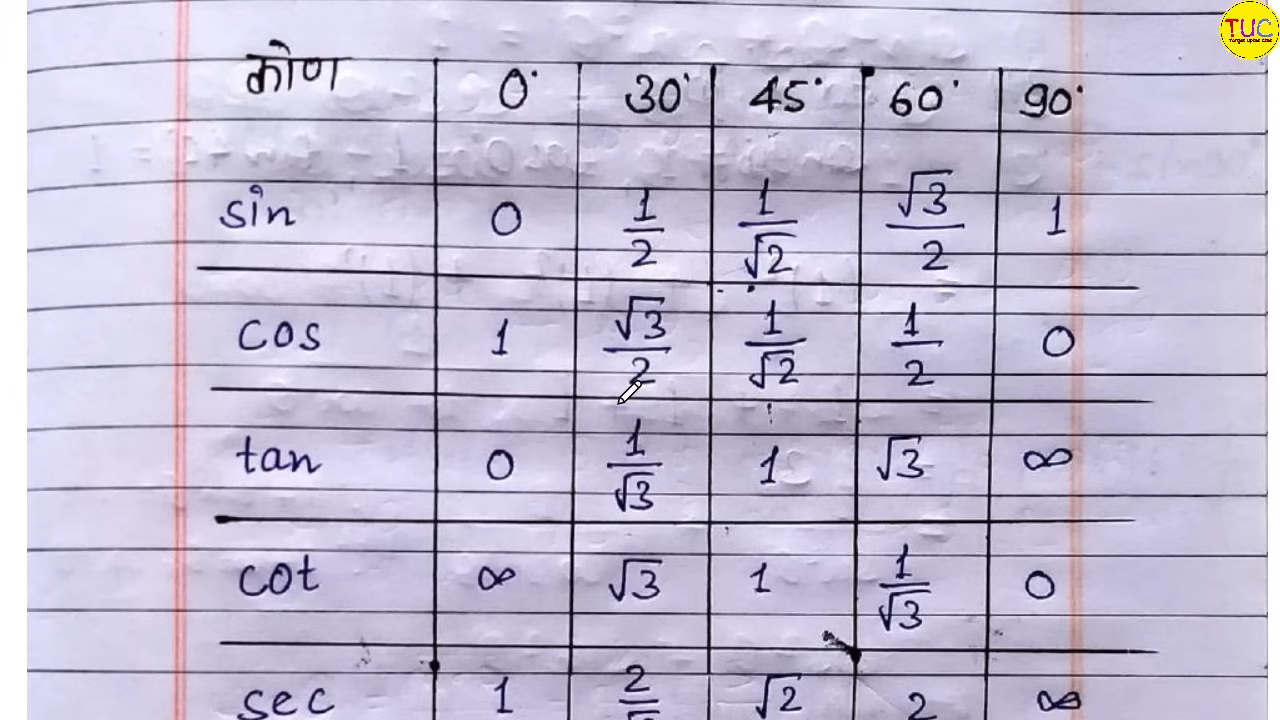 TUC
कोण 0° 30° 45° 60° 90°
sin 0 1/2 1/√2 √3/2 1
cos 1 √3/2 1/√2 1/2 0
tan 0 1/√3 1 √3 ∞
cot ∞ √3 1 1/√3 0
sec 1 2 √2 2 ∞